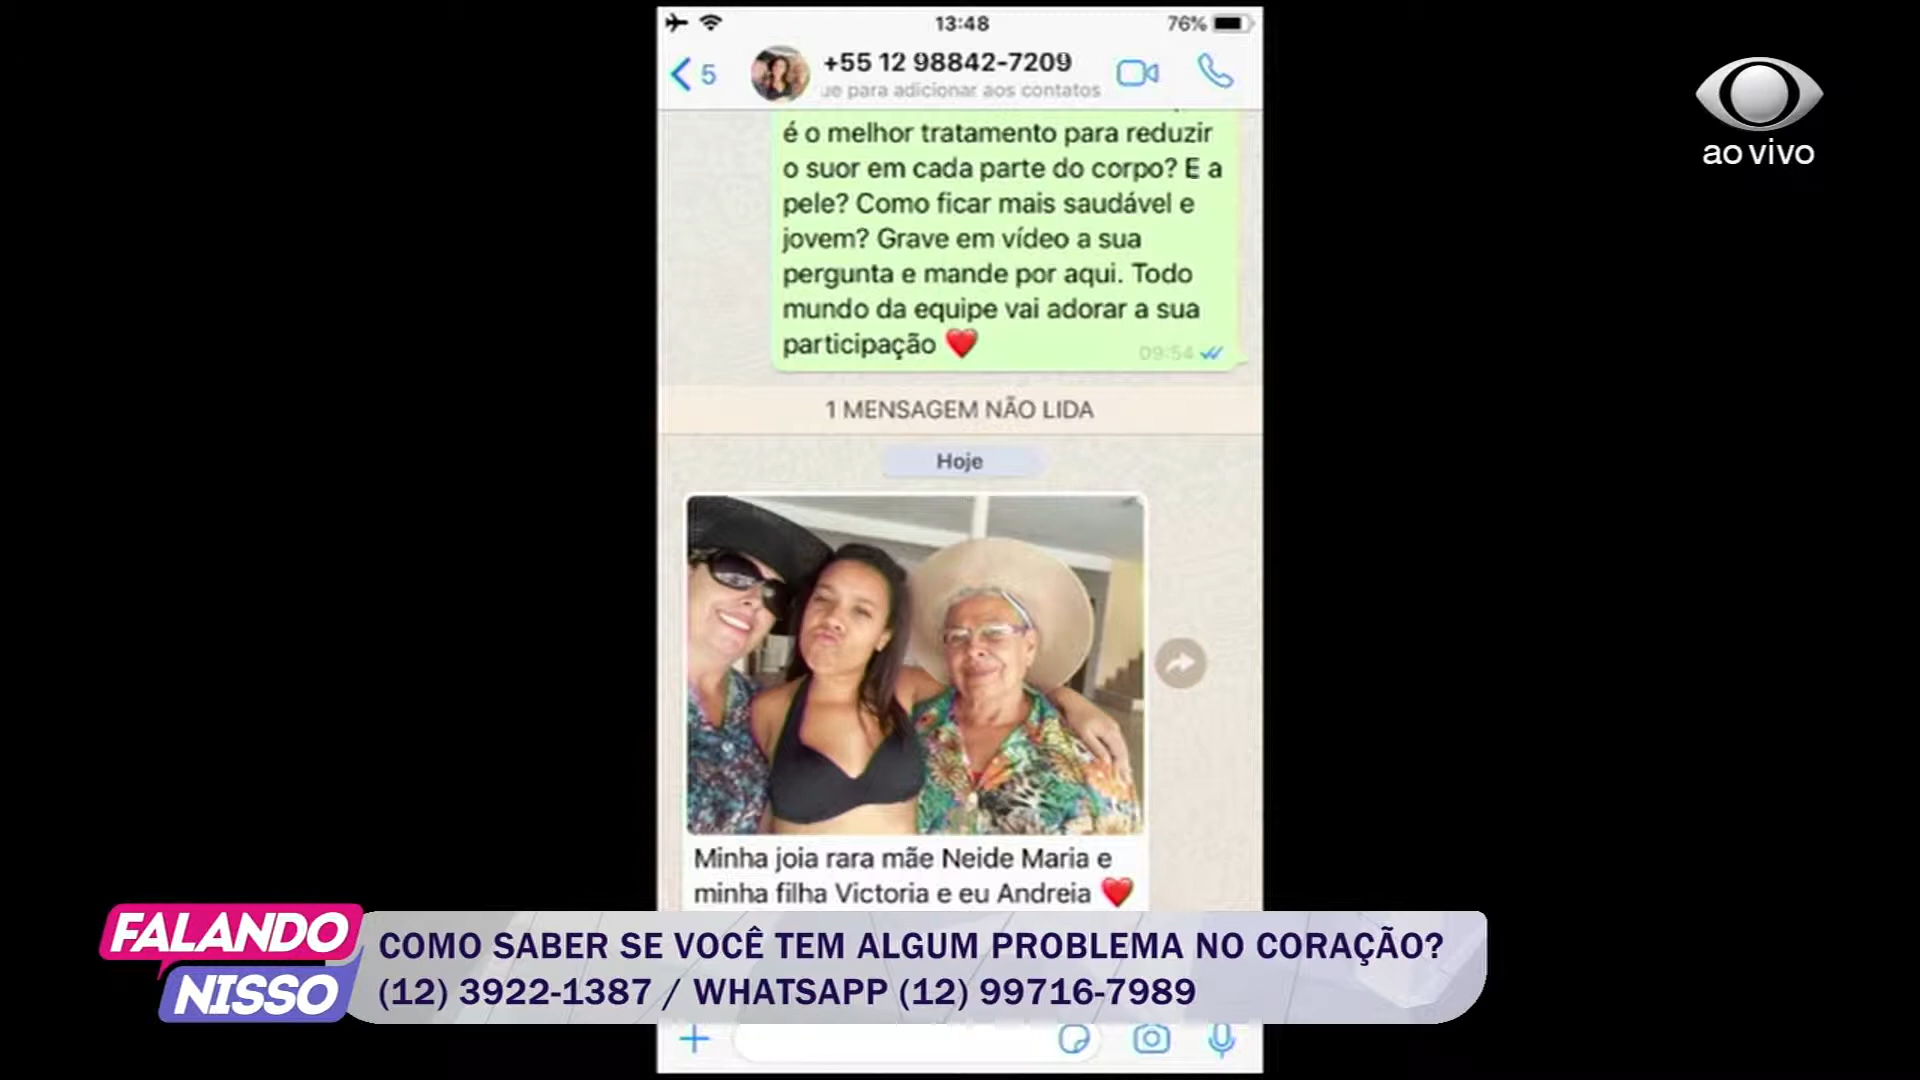 13:48
76%
5
+55 12 98842-7209
ue para adicionar aos contatos
é o melhor tratamento para reduzir
o suor em cada parte do corpo? E a
pele? Como ficar mais saudável e
jovem? Grave em vídeo a sua
pergunta e mande por aqui. Todo
mundo da equipe vai adorar a sua
participação ❤️
09:54
1 MENSAGEM NÃO LIDA
Hoje
Minha joia rara mãe Neide Maria e
minha filha Victoria e eu Andreia ❤️
ao vivo
FALANDO
NISSO
COMO SABER SE VOCÊ TEM ALGUM PROBLEMA NO CORAÇÃO?
(12) 3922-1387 / WHATSAPP (12) 99716-7989